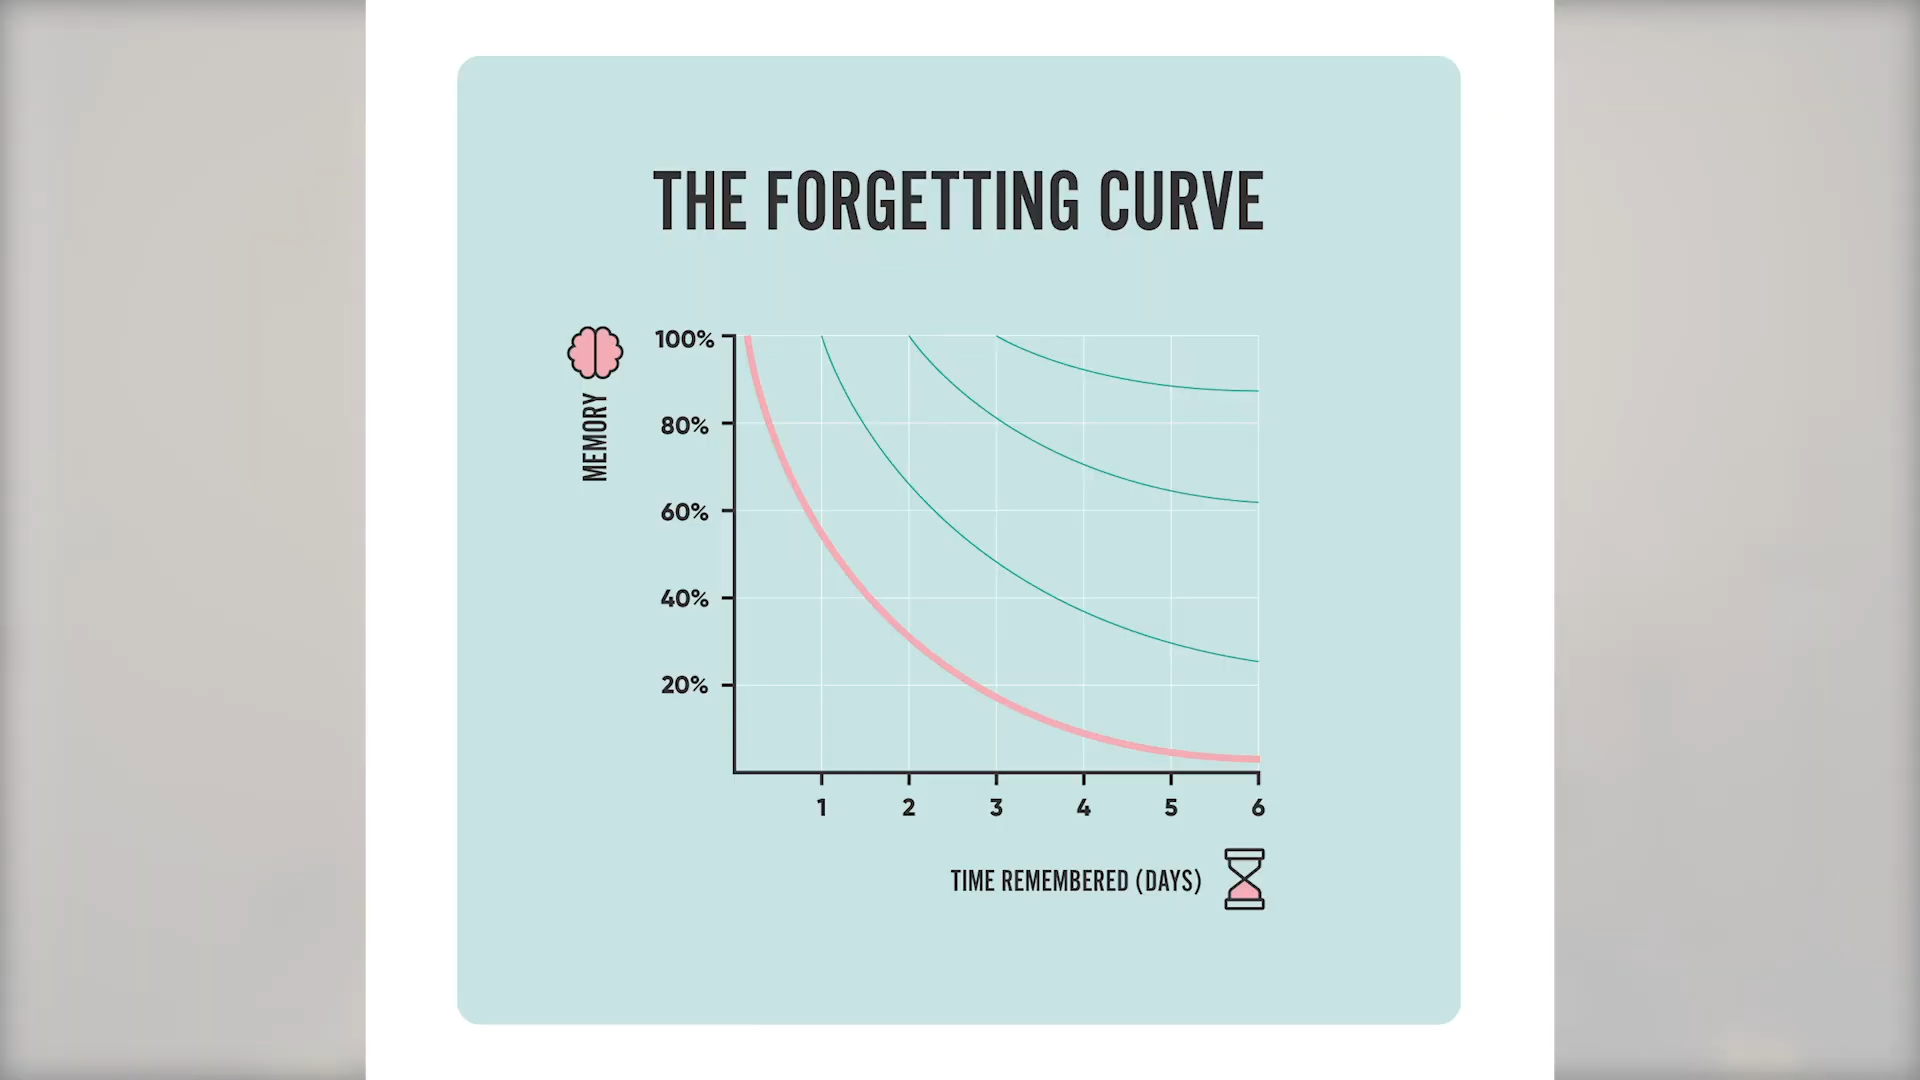 THE FORGETTING CURVE
MEMORY
100%
80%
60%
40%
20%
1 2 3 4 5 6
TIME REMEMBERED (DAYS)